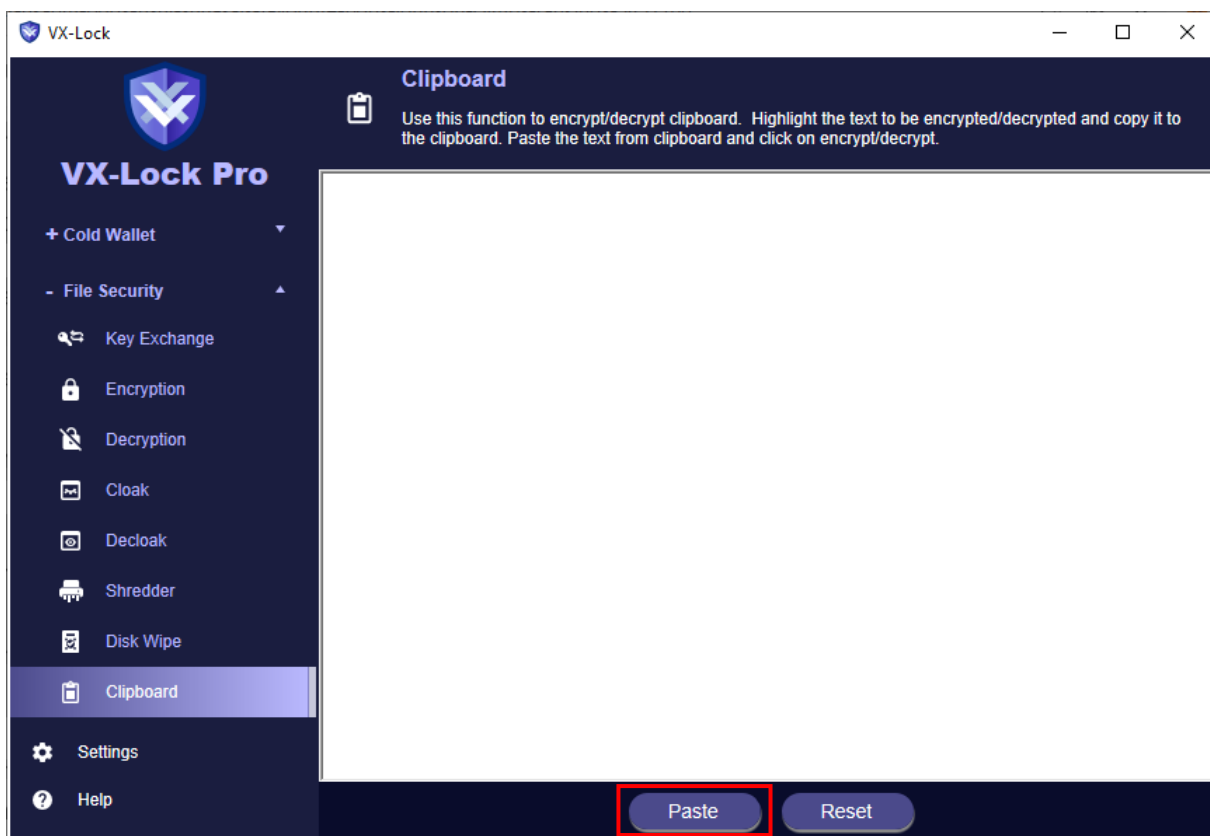 VX-Lock
VX-Lock Pro
+ Cold Wallet
- File Security
Key Exchange
Encryption
Decryption
Cloak
Decloak
Shredder
Disk Wipe
Clipboard
Settings
Help
Clipboard
Use this function to encrypt/decrypt clipboard.  Highlight the text to be encrypted/decrypted and copy it to
the clipboard. Paste the text from clipboard and click on encrypt/decrypt.
Paste
Reset